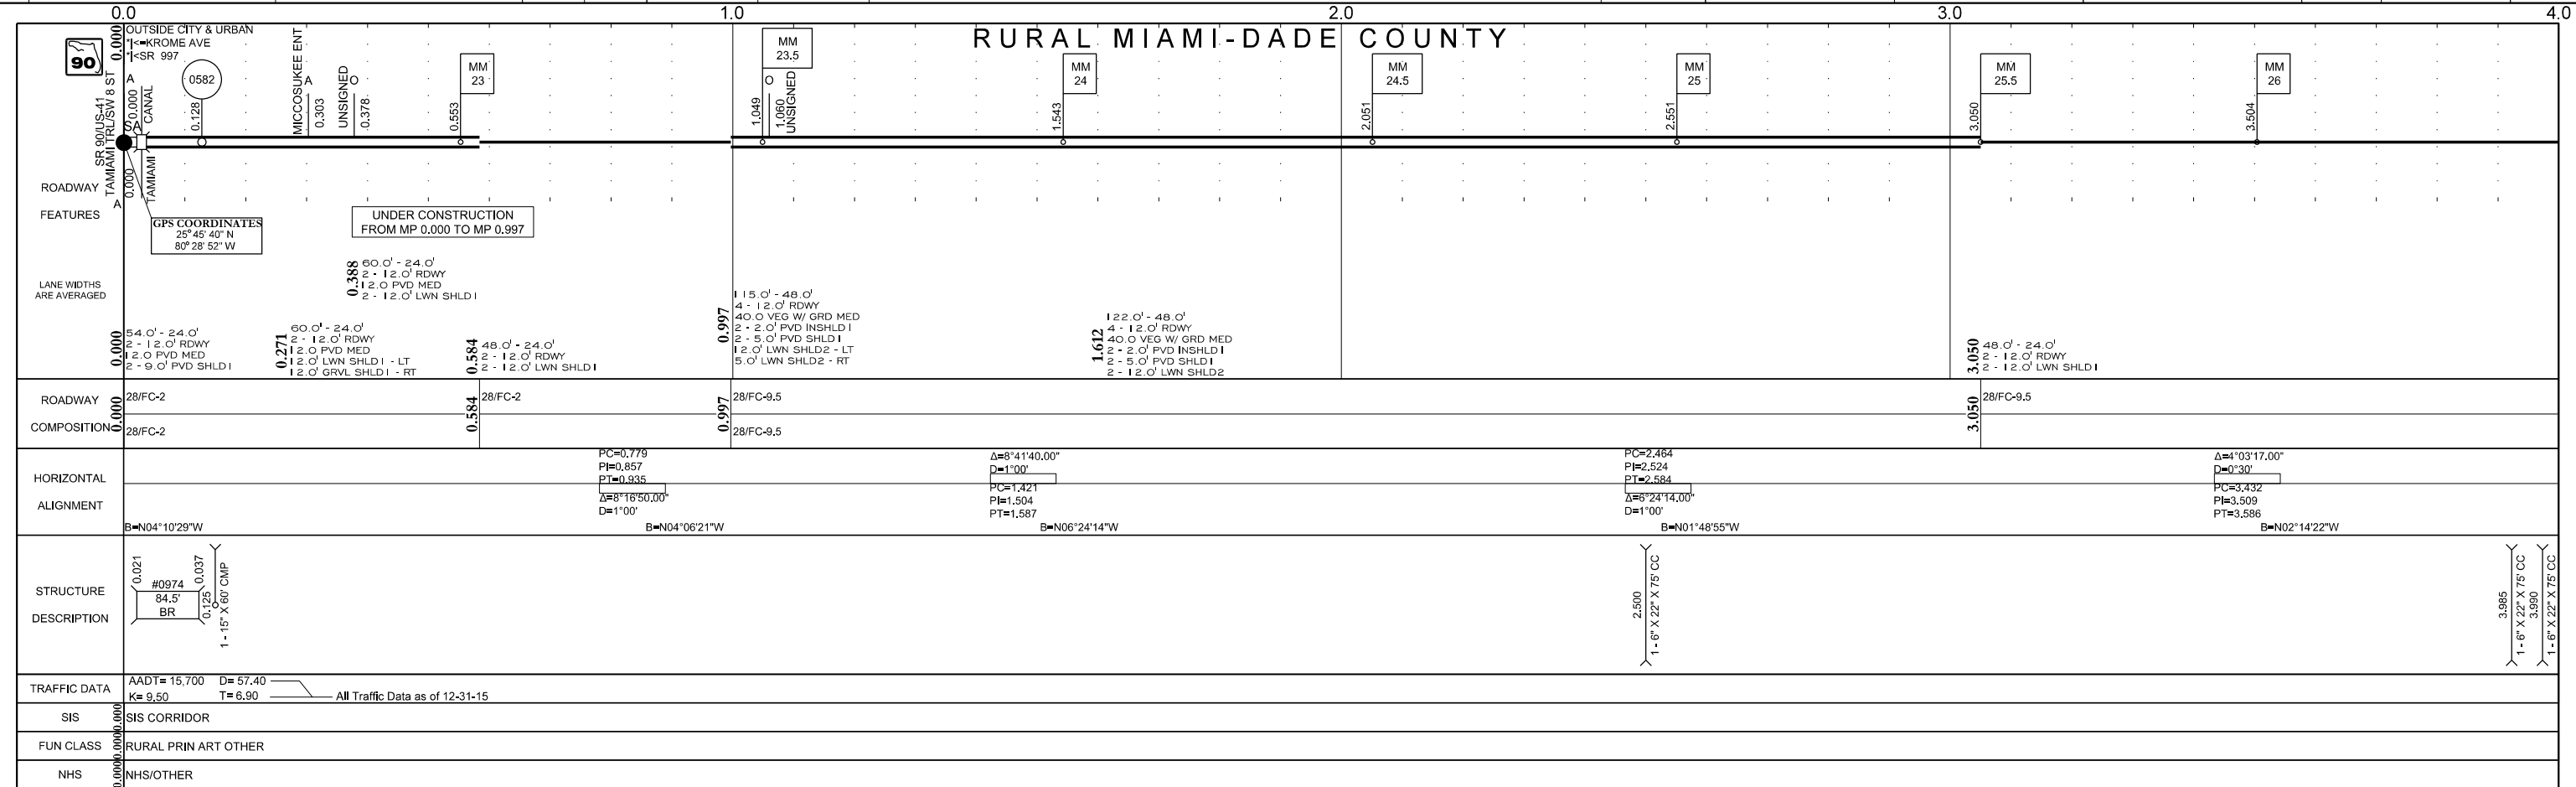 0.0
1.0
2.0
3.0
4.0
RURAL MIAMI-DADE COUNTY
90
0.000
OUTSIDE CITY & URBAN
*|<=KROME AVE
*|<SR 997
SR 90/US-41
TAMIAMI TRL/SW 8 ST
A
0.000
CANAL
SA
0582
0.128
MICCOSUKEE ENT
A
0.303
UNSIGNED
O
0.378
MM
23
0.553
MM
23.5
1.049
O
1.060
UNSIGNED
MM
24
1.543
MM
24.5
2.051
MM
25
2.551
MM
25.5
3.050
MM
26
3.504
0.000
TAMIAMI
A
ROADWAY
FEATURES
GPS COORDINATES
25° 45' 40" N
80° 28' 52" W
UNDER CONSTRUCTION
FROM MP 0.000 TO MP 0.997
LANE WIDTHS
ARE AVERAGED
0.000
54.0' - 24.0'
2 - 12.0' RDWY
12.0 PVD MED
2 - 9.0' PVD SHLD1
0.271
60.0' - 24.0'
2 - 12.0' RDWY
12.0 PVD MED
12.0' LWN SHLD1 - LT
12.0' GRVL SHLD1 - RT
0.388
60.0' - 24.0'
2 - 12.0' RDWY
12.0 PVD MED
2 - 12.0' LWN SHLD1
0.584
48.0' - 24.0'
2 - 12.0' RDWY
2 - 12.0' LWN SHLD1
0.997
115.0' - 48.0'
4 - 12.0' RDWY
40.0 VEG W/ GRD MED
2 - 2.0' PVD INSHLD1
2 - 5.0' PVD SHLD1
12.0' LWN SHLD2 - LT
5.0' LWN SHLD2 - RT
1.612
122.0' - 48.0'
4 - 12.0' RDWY
40.0 VEG W/ GRD MED
2 - 2.0' PVD INSHLD1
2 - 5.0' PVD SHLD1
2 - 12.0' LWN SHLD2
3.050
48.0' - 24.0'
2 - 12.0' RDWY
2 - 12.0' LWN SHLD1
ROADWAY
COMPOSITION
0.000
28/FC-2
28/FC-2
0.584
28/FC-2
0.997
28/FC-9.5
28/FC-9.5
3.050
28/FC-9.5
HORIZONTAL
ALIGNMENT
PC=0.779
PI=0.857
PT=0.935
Δ=8°16'50.00"
D=1°00'
Δ=8°41'40.00"
D=1°00'
PC=1.421
PI=1.504
PT=1.587
PC=2.464
PI=2.524
PT=2.584
Δ=6°24'14.00"
D=1°00'
Δ=4°03'17.00"
D=0°30'
PC=3.432
PI=3.509
PT=3.586
B=N04°10'29"W
B=N04°06'21"W
B=N06°24'14"W
B=N01°48'55"W
B=N02°14'22"W
STRUCTURE
DESCRIPTION
0.021
#0974
84.5'
BR
0.037
0.125
1 - 15" X 60' CMP
2.500
1 - 6" X 22" X 75' CC
3.985
1 - 6" X 22" X 75' CC
3.990
1 - 6" X 22" X 75' CC
TRAFFIC DATA
AADT= 15,700 D= 57.40
K= 9.50 T= 6.90
All Traffic Data as of 12-31-15
SIS
0.000
SIS CORRIDOR
FUN CLASS
0.000
RURAL PRIN ART OTHER
NHS
0.000
NHS/OTHER